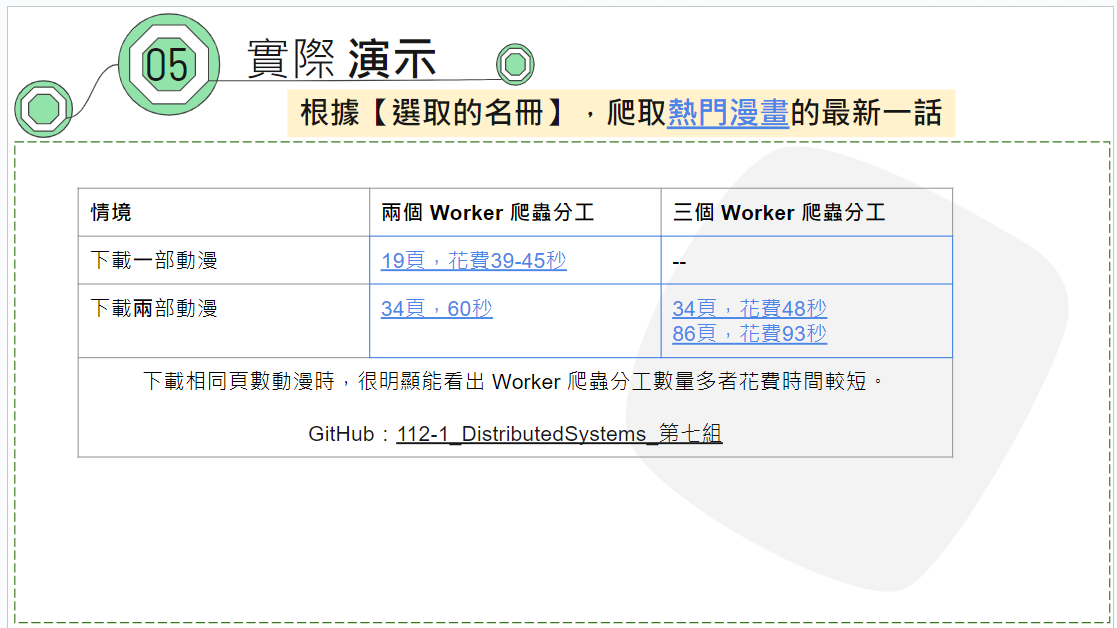 05
實際 演示
根據【選取的名冊】，爬取熱門漫畫的最新一話
情境
兩個 Worker 爬蟲分工
三個 Worker 爬蟲分工
下載一部動漫
19頁，花費39-45秒
--
下載兩部動漫
34頁，60秒
34頁，花費48秒
86頁，花費93秒
下載相同頁數動漫時，很明顯能看出 Worker 爬蟲分工數量多者花費時間較短。
GitHub：112-1_DistributedSystems_第七組